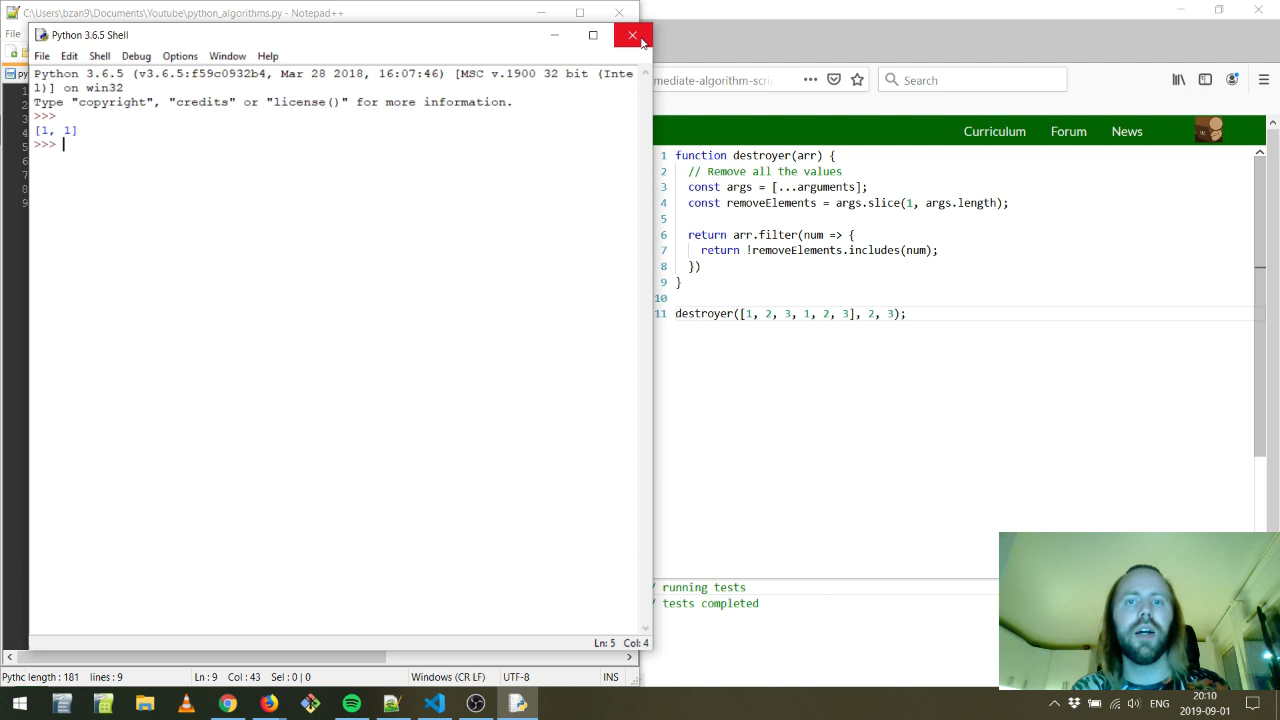 C:\Users\bzan9\Documents\Youtube\python_algorithms.py - Notepad++
Python 3.6.5 Shell
File Edit Shell Debug Options Window Help
Python 3.6.5 (v3.6.5:f59c0932b4, Mar 28 2018, 16:07:46) [MSC v.1900 32 bit (Inte
l)] on win32
Type "copyright", "credits" or "license()" for more information.
>>>
[1, 1]
>>>
Ln: 5 Col: 4
Pythc length : 181 lines : 9 Ln : 9 Col : 43 Sel : 0 | 0 Windows (CR LF) UTF-8 INS
mediate-algorithm-scrip
Search
Curriculum Forum News
1 function destroyer(arr) {
2 // Remove all the values
3 const args = [...arguments];
4 const removeElements = args.slice(1, args.length);
5
6 return arr.filter(num => {
7 return !removeElements.includes(num);
8 })
9 }
10
11 destroyer([1, 2, 3, 1, 2, 3], 2, 3);
/ running tests
/ tests completed
ENG
20:10
2019-09-01